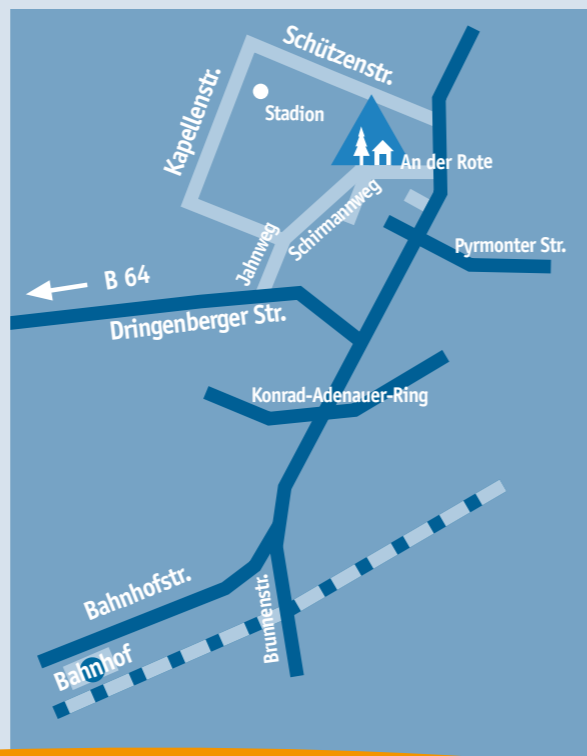 Schützenstr.
Kapellenstr.
Stadion
An der Rote
Schirmannweg
Jahnweg
Pyrmonter Str.
B 64
Dringenberger Str.
Konrad-Adenauer-Ring
Bahnhofstr.
Brunnenstr.
Bahnhof